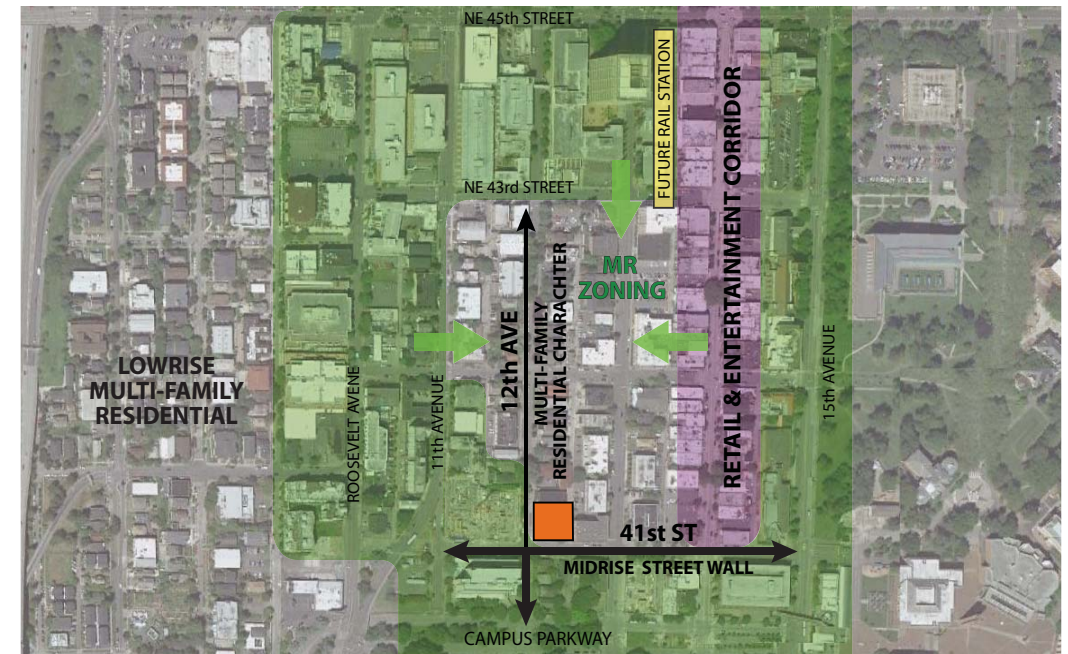 NE 45th STREET
FUTURE RAIL STATION
RETAIL & ENTERTAINMENT CORRIDOR
NE 43rd STREET
MR
ZONING
12th AVE
MULTI-FAMILY
RESIDENTIAL CHARACHTER
LOWRISE
MULTI-FAMILY
RESIDENTIAL
ROOSEVELT AVENE
11th AVENUE
15th AVENUE
41st ST
MIDRISE STREET WALL
CAMPUS PARKWAY